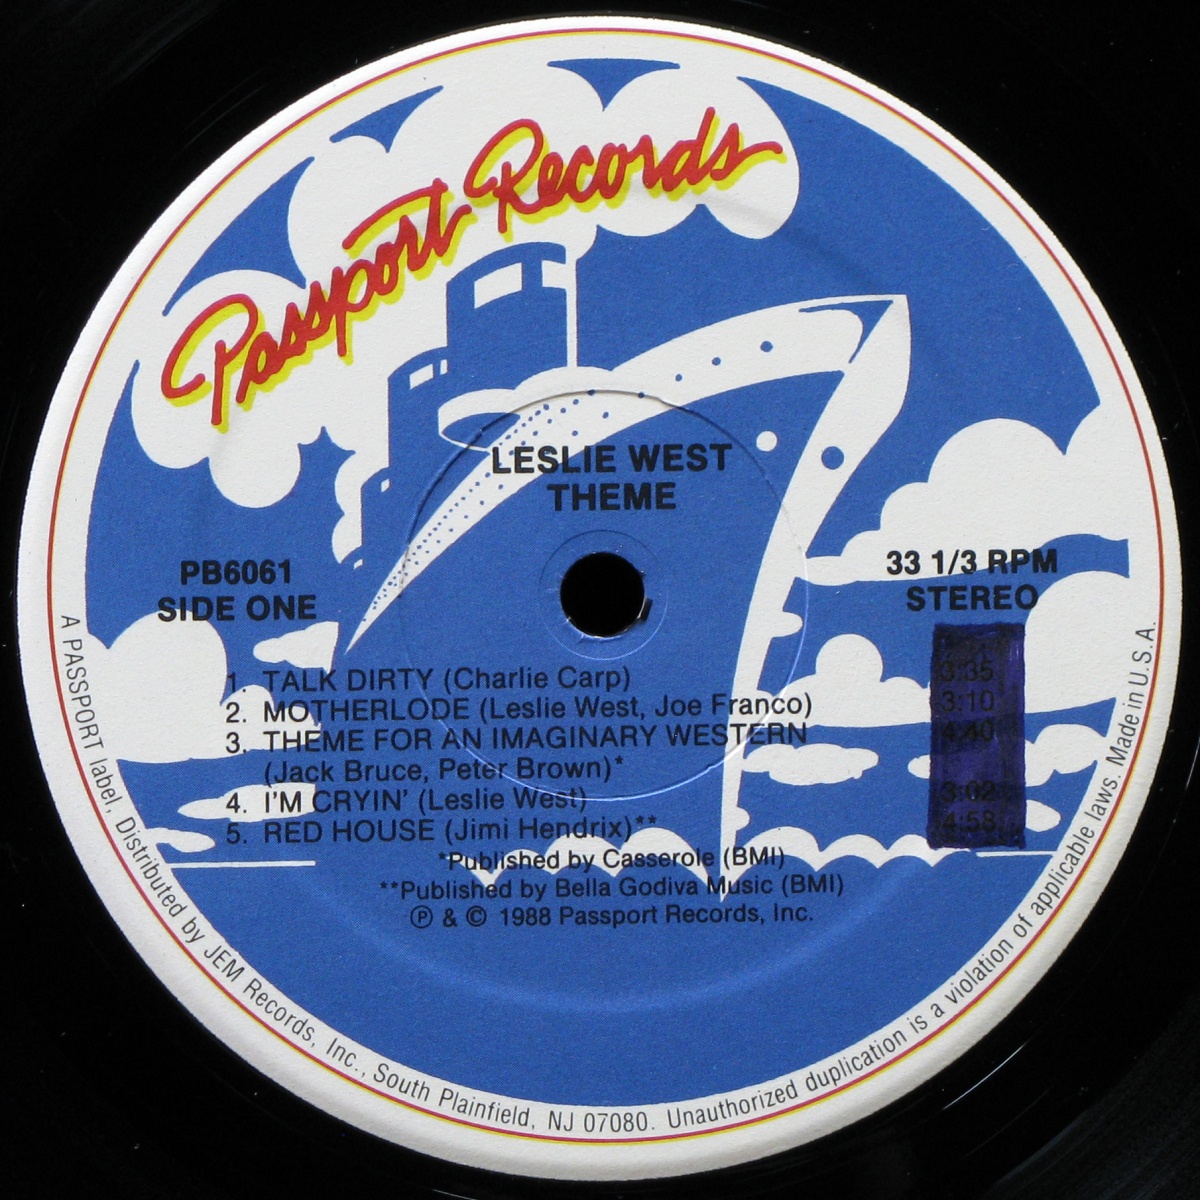 Passport Records
LESLIE WEST
THEME
PB6061
SIDE ONE
33 1/3 RPM
STEREO
1. TALK DIRTY (Charlie Carp) 3:35
2. MOTHERLODE (Leslie West, Joe Franco) 3:10
3. THEME FOR AN IMAGINARY WESTERN 4:40
(Jack Bruce, Peter Brown)*
4. I'M CRYIN' (Leslie West) 3:02
5. RED HOUSE (Jimi Hendrix)** 4:58
*Published by Casserole (BMI)
**Published by Bella Godiva Music (BMI)
Ⓟ & © 1988 Passport Records, Inc.
A PASSPORT label, Distributed by JEM Records, Inc., South Plainfield, NJ 07080. Unauthorized duplication is a violation of applicable laws. Made in U.S.A.